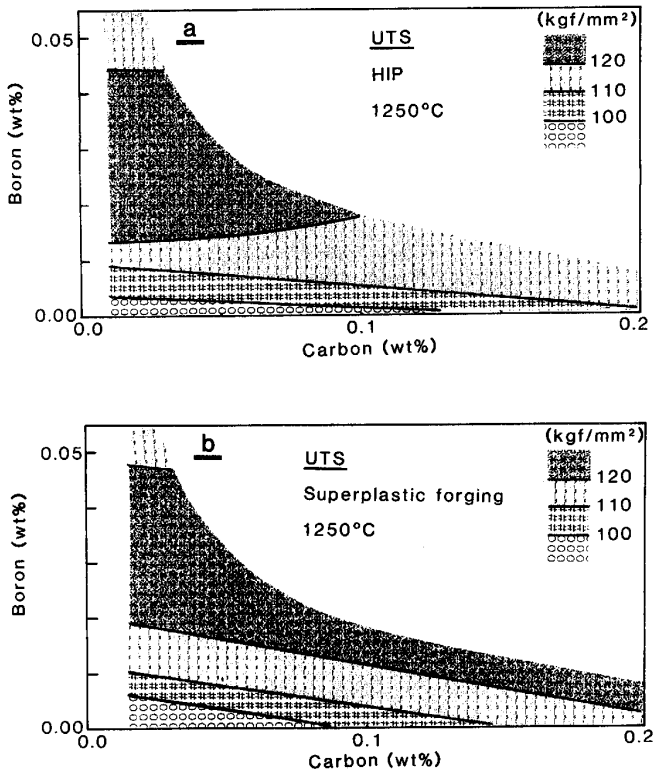 a
UTS
HIP
1250°C
(kgf/mm²)
120
110
100
0.05
0.00
Boron (wt%)
0.0
0.1
0.2
Carbon (wt%)
b
UTS
Superplastic forging
1250°C
(kgf/mm²)
120
110
100
0.05
0.00
Boron (wt%)
0.0
0.1
0.2
Carbon (wt%)